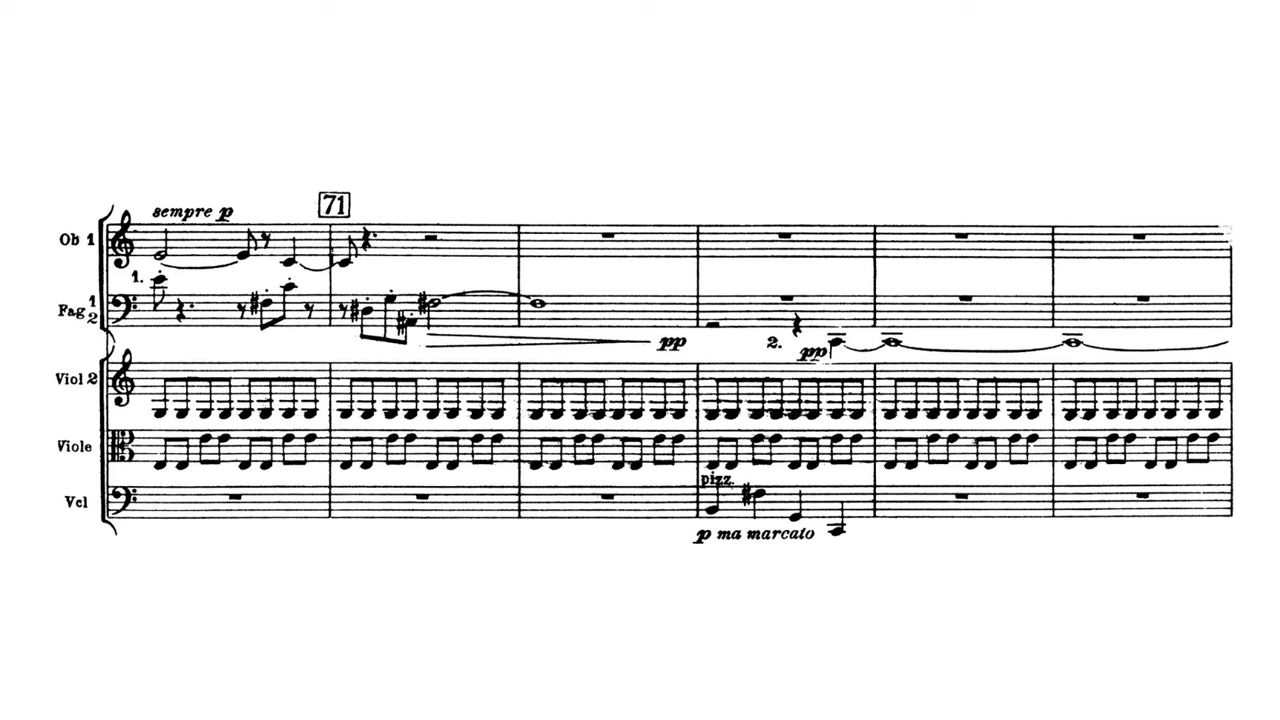 sempre p
71
Ob 1
1.
Fag 1 2
pp
2.
pp
Viol 2
Viole
pizz.
Vcl
p ma marcato